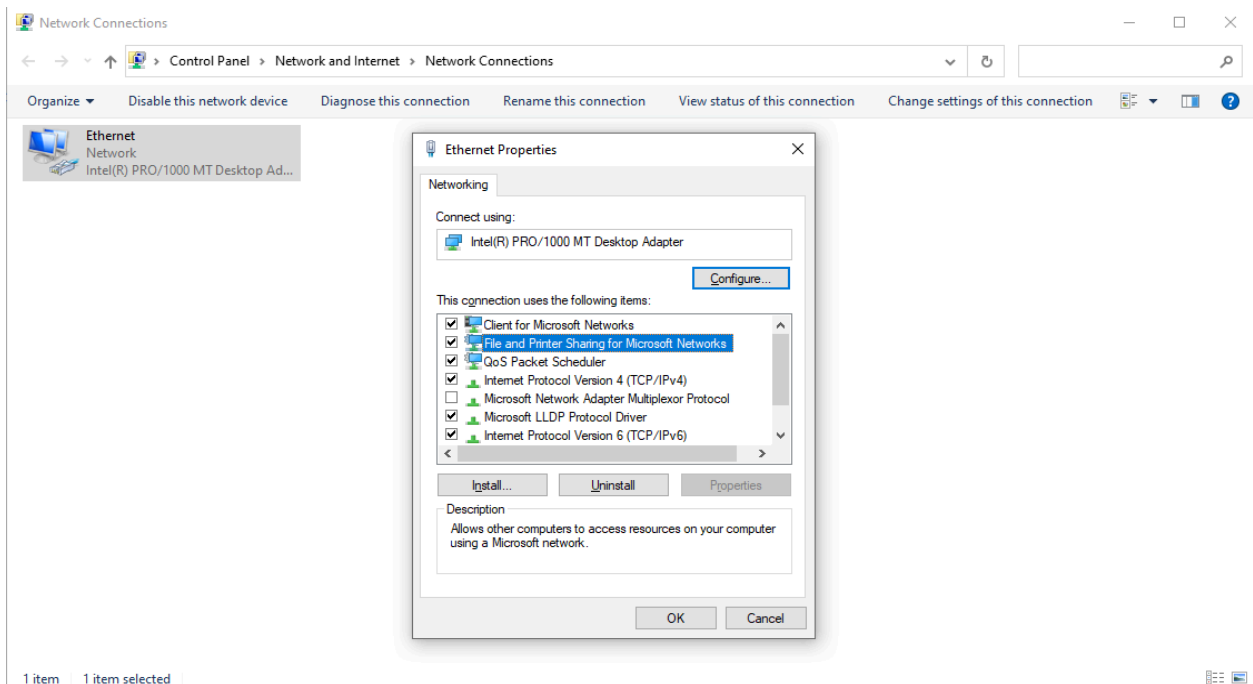 Network Connections
Control Panel > Network and Internet > Network Connections
Organize Disable this network device Diagnose this connection Rename this connection View status of this connection Change settings of this connection
Ethernet
Network
Intel(R) PRO/1000 MT Desktop Ad...
Ethernet Properties
Networking
Connect using:
Intel(R) PRO/1000 MT Desktop Adapter
Configure...
This connection uses the following items:
Client for Microsoft Networks
File and Printer Sharing for Microsoft Networks
QoS Packet Scheduler
Internet Protocol Version 4 (TCP/IPv4)
Microsoft Network Adapter Multiplexor Protocol
Microsoft LLDP Protocol Driver
Internet Protocol Version 6 (TCP/IPv6)
Install... Uninstall Properties
Description
Allows other computers to access resources on your computer
using a Microsoft network.
OK Cancel
1 item 1 item selected